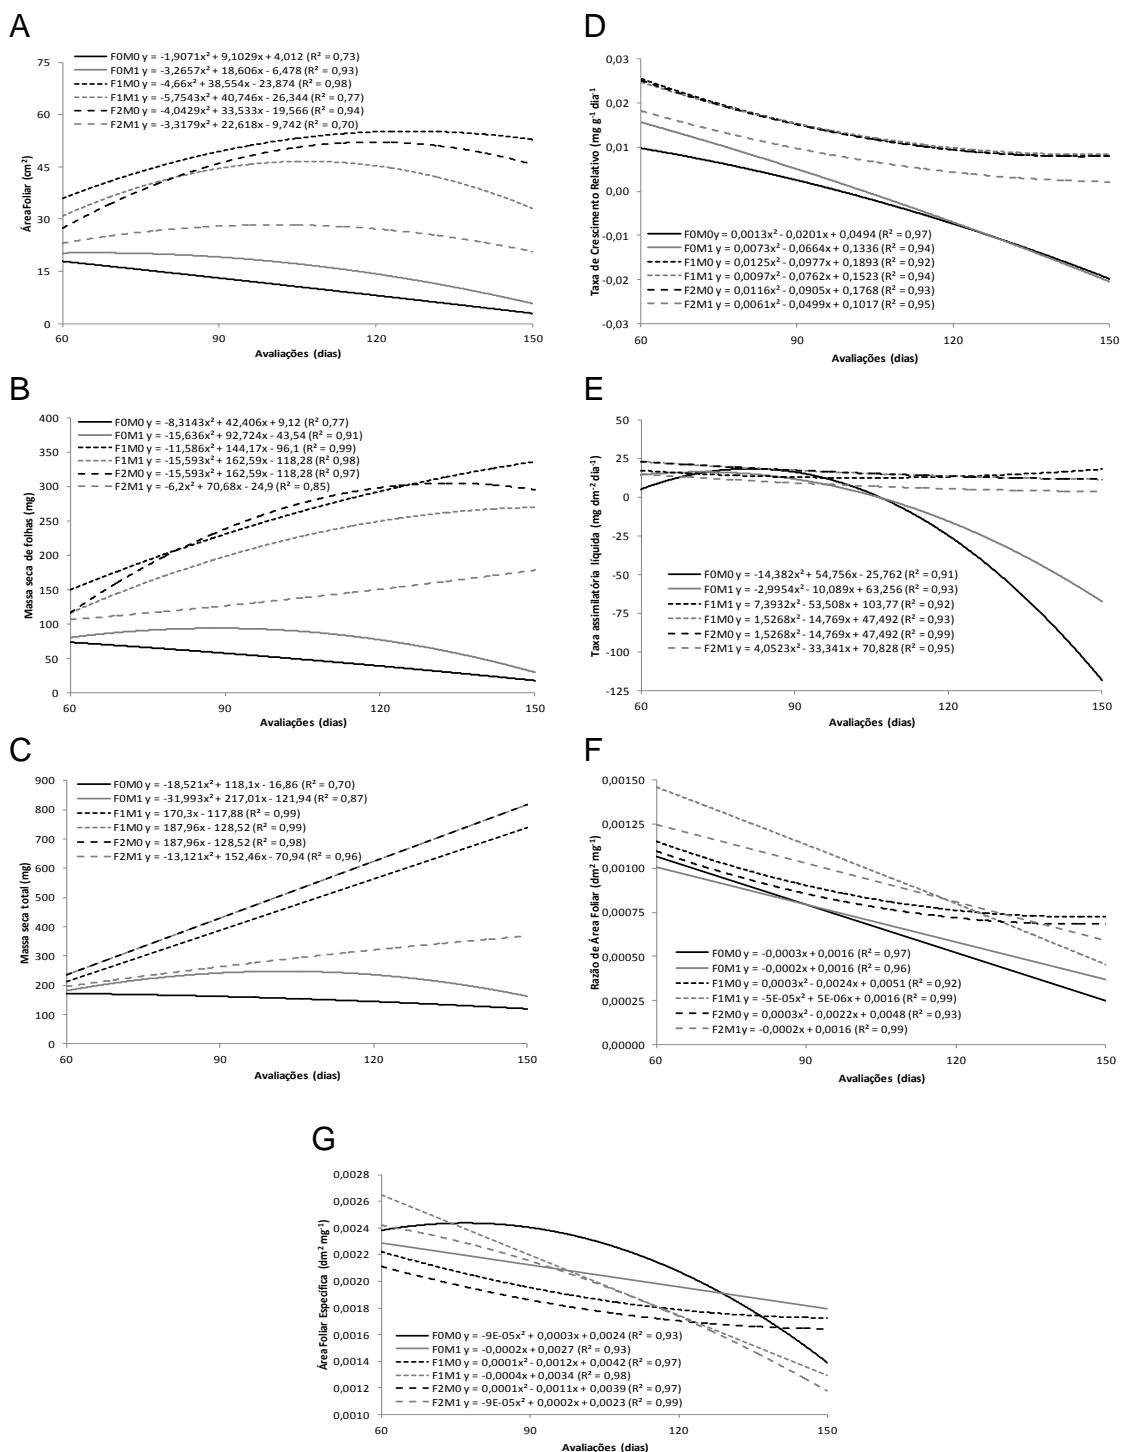 A
F0M0 y = -1,9071x² + 9,1029x + 4,012 (R² = 0,73)
F0M1 y = -3,2657x² + 18,606x - 6,478 (R² = 0,93)
F1M0 y = -4,66x² + 38,554x - 23,874 (R² = 0,98)
F1M1 y = -5,7543x² + 40,746x - 26,344 (R² = 0,77)
F2M0 y = -4,0429x² + 33,533x - 19,566 (R² = 0,94)
F2M1 y = -3,3179x² + 22,618x - 9,742 (R² = 0,70)
75
60
45
30
15
0
Área Foliar (cm²)
60
90
120
150
Avaliações (dias)
B
F0M0 y = -8,3143x² + 42,406x + 9,12 (R² 0,77)
F0M1 y = -15,636x² + 92,724x - 43,54 (R² = 0,91)
F1M0 y = -11,586x² + 144,17x - 96,1 (R² = 0,99)
F1M1 y = -15,593x² + 162,59x - 118,28 (R² = 0,98)
F2M0 y = -15,593x² + 162,59x - 118,28 (R² = 0,97)
F2M1 y = -6,2x² + 70,68x - 24,9 (R² = 0,85)
400
350
300
250
200
150
100
50
0
Massa seca de folhas (mg)
60
90
120
150
Avaliações (dias)
C
F0M0 y = -18,521x² + 118,1x - 16,86 (R² = 0,70)
F0M1 y = -31,993x² + 217,01x - 121,94 (R² = 0,87)
F1M1 y = 170,3x - 117,88 (R² = 0,99)
F1M0 y = 187,96x - 128,52 (R² = 0,99)
F2M0 y = 187,96x - 128,52 (R² = 0,98)
F2M1 y = -13,121x² + 152,46x - 70,94 (R² = 0,96)
900
800
700
600
500
400
300
200
100
0
Massa seca total (mg)
60
90
120
150
Avaliações (dias)
D
0,03
0,02
0,01
0,00
-0,01
-0,02
-0,03
Taxa de Crescimento Relativo (mg g⁻¹ dia⁻¹)
F0M0y = 0,0013x² - 0,0201x + 0,0494 (R² = 0,97)
F0M1 y = 0,0073x² - 0,0664x + 0,1336 (R² = 0,94)
F1M0 y = 0,0125x² - 0,0977x + 0,1893 (R² = 0,92)
F1M1 y = 0,0097x² - 0,0762x + 0,1523 (R² = 0,94)
F2M0 y = 0,0116x² - 0,0905x + 0,1768 (R² = 0,93)
F2M1 y = 0,0061x² - 0,0499x + 0,1017 (R² = 0,95)
60
90
120
150
Avaliações (dias)
E
50
25
0
-25
-50
-75
-100
-125
Taxa assimilatória líquida (mg dm⁻² dia⁻¹)
F0M0 y = -14,382x² + 54,756x - 25,762 (R² = 0,91)
F0M1 y = -2,9954x² - 10,089x + 63,256 (R² = 0,93)
F1M1 y = 7,3932x² - 53,508x + 103,77 (R² = 0,92)
F1M0 y = 1,5268x² - 14,769x + 47,492 (R² = 0,93)
F2M0 y = 1,5268x² - 14,769x + 47,492 (R² = 0,99)
F2M1 y = 4,0523x² - 33,341x + 70,828 (R² = 0,95)
60
90
120
150
Avaliações (dias)
F
0,00150
0,00125
0,00100
0,00075
0,00050
0,00025
0,00000
Razão de Área Foliar (dm² mg⁻¹)
F0M0 y = -0,0003x + 0,0016 (R² = 0,97)
F0M1 y = -0,0002x + 0,0016 (R² = 0,96)
F1M0 y = 0,0003x² - 0,0024x + 0,0051 (R² = 0,92)
F1M1 y = -5E-05x² + 5E-06x + 0,0016 (R² = 0,99)
F2M0 y = 0,0003x² - 0,0022x + 0,0048 (R² = 0,93)
F2M1y = -0,0002x + 0,0016 (R² = 0,99)
60
90
120
150
Avaliações (dias)
G
0,0028
0,0026
0,0024
0,0022
0,0020
0,0018
0,0016
0,0014
0,0012
0,0010
Área Foliar Específica (dm² mg⁻¹)
F0M0 y = -9E-05x² + 0,0003x + 0,0024 (R² = 0,93)
F0M1 y = -0,0002x + 0,0027 (R² = 0,93)
F1M0 y = 0,0001x² - 0,0012x + 0,0042 (R² = 0,97)
F1M1 y = -0,0004x + 0,0034 (R² = 0,98)
F2M0 y = 0,0001x² - 0,0011x + 0,0039 (R² = 0,97)
F2M1 y = -9E-05x² + 0,0002x + 0,0023 (R² = 0,99)
60
90
120
150
Avaliações (dias)